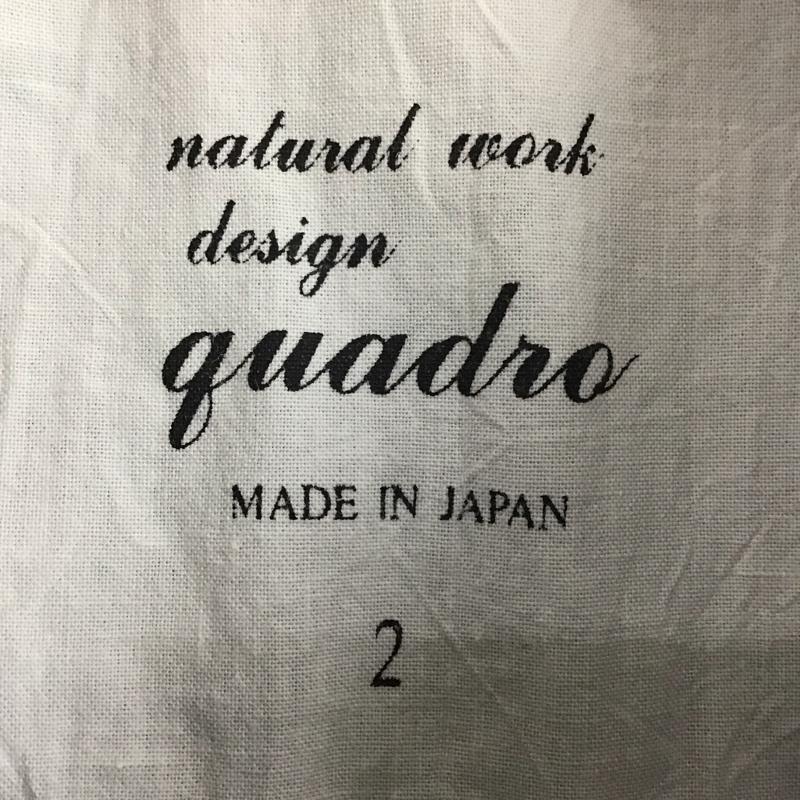 natural work
design
quadro
MADE IN JAPAN
2